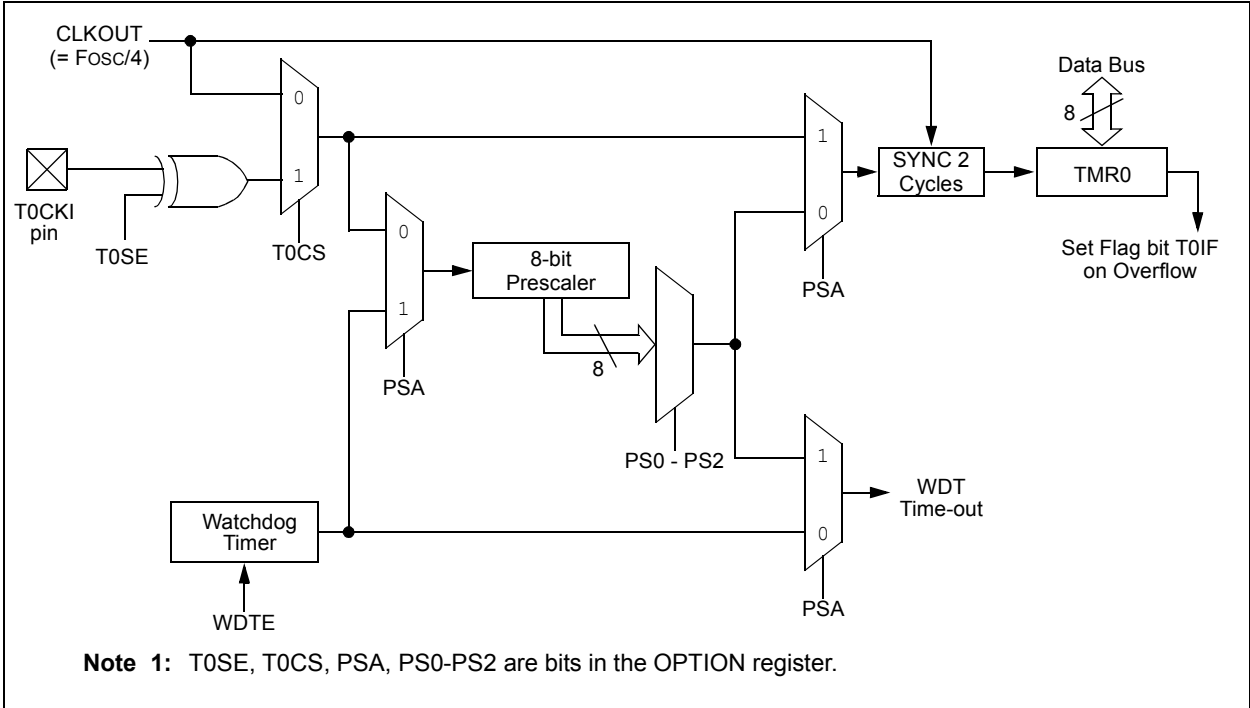 CLKOUT
(= FOSC/4)
Data Bus
8
0
1
1
0
SYNC 2
Cycles
TMR0
T0CKI
pin
T0SE
T0CS
0
1
8-bit
Prescaler
PSA
Set Flag bit T0IF
on Overflow
8
PSA
PS0 - PS2
1
0
WDT
Time-out
Watchdog
Timer
PSA
WDTE
Note 1: T0SE, T0CS, PSA, PS0-PS2 are bits in the OPTION register.